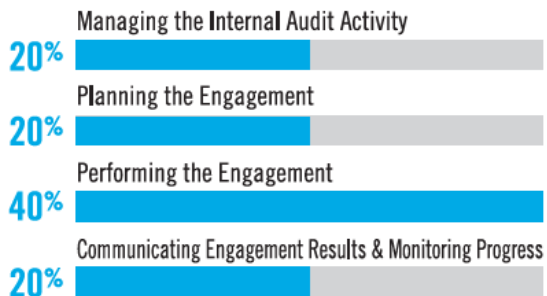 Managing the Internal Audit Activity
20%
Planning the Engagement
20%
Performing the Engagement
40%
Communicating Engagement Results & Monitoring Progress
20%